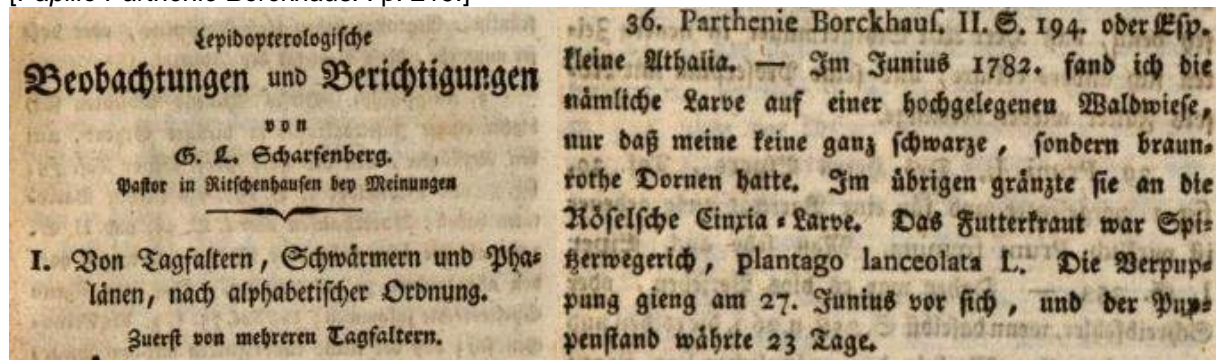 Lepidopterologische
Beobachtungen und Berichtigungen
von
G. L. Scharfenberg.
Pastor in Ritschenhausen bey Meinungen
I. Von Tagfaltern, Schwärmern und Pha-
länen, nach alphabetischer Ordnung.
Zuerst von mehreren Tagfaltern.
36. Parthenie Borckhauſ. II. S. 194. oder Esp.
kleine Athalia. — Im Junius 1782. fand ich die
nämliche Larve auf einer hochgelegenen Waldwiese,
nur daß meine keine ganz schwarze, sondern braun-
rothe Dornen hatte. Im übrigen gränzte sie an die
Röselsche Cinxia-Larve. Das Futterkraut war Spi-
tzerwegerich, plantago lanceolata L. Die Verpup-
pung gieng am 27. Junius vor sich, und der Pup-
penstand währte 23 Tage.